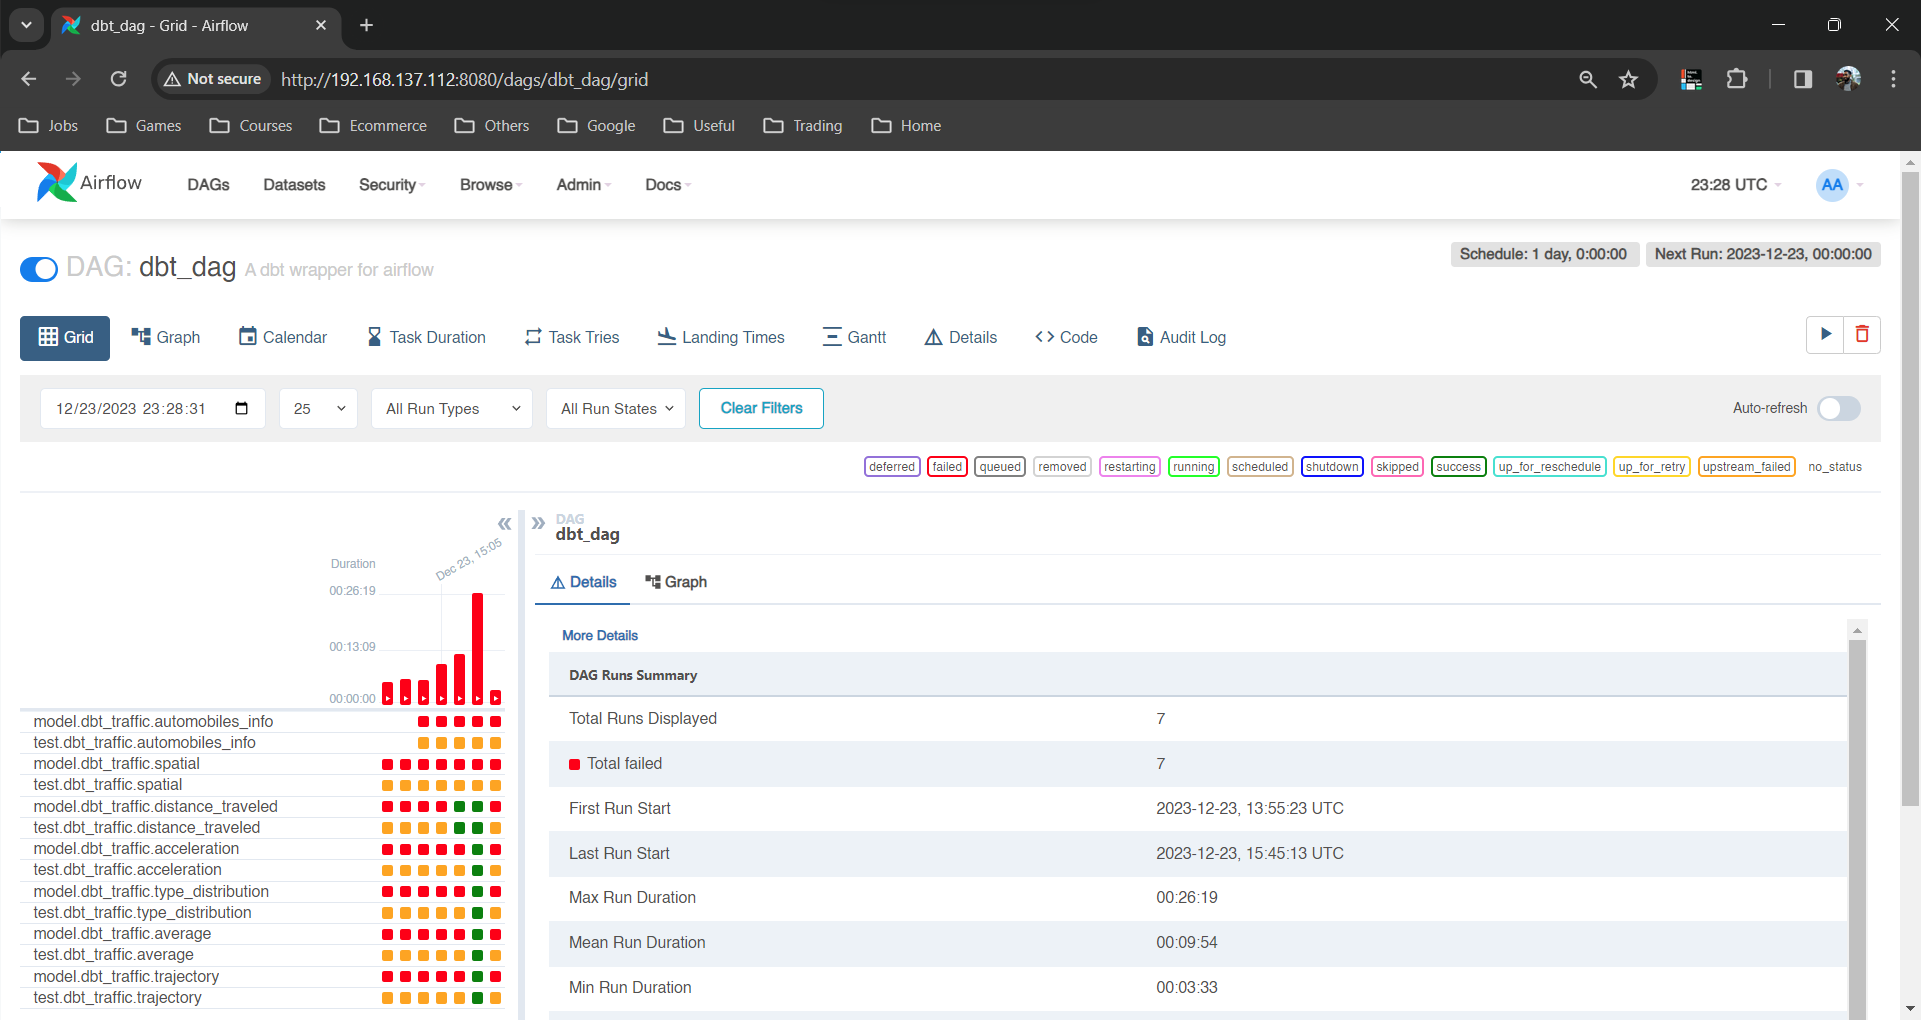 dbt_dag - Grid - Airflow
Not secure http://192.168.137.112:8080/dags/dbt_dag/grid
Jobs Games Courses Ecommerce Others Google Useful Trading Home
Airflow DAGs Datasets Security Browse Admin Docs 23:28 UTC AA
DAG: dbt_dag A dbt wrapper for airflow
Schedule: 1 day, 0:00:00 Next Run: 2023-12-23, 00:00:00
Grid Graph Calendar Task Duration Task Tries Landing Times Gantt Details Code Audit Log
12/23/2023 23:28:31 25 All Run Types All Run States Clear Filters Auto-refresh
deferred failed queued removed restarting running scheduled shutdown skipped success up_for_reschedule up_for_retry upstream_failed no_status
Dec 23, 15:05
Duration
00:26:19
00:13:09
00:00:00
model.dbt_traffic.automobiles_info
test.dbt_traffic.automobiles_info
model.dbt_traffic.spatial
test.dbt_traffic.spatial
model.dbt_traffic.distance_traveled
test.dbt_traffic.distance_traveled
model.dbt_traffic.acceleration
test.dbt_traffic.acceleration
model.dbt_traffic.type_distribution
test.dbt_traffic.type_distribution
model.dbt_traffic.average
test.dbt_traffic.average
model.dbt_traffic.trajectory
test.dbt_traffic.trajectory
DAG
dbt_dag
Details Graph
More Details
DAG Runs Summary
Total Runs Displayed 7
Total failed 7
First Run Start 2023-12-23, 13:55:23 UTC
Last Run Start 2023-12-23, 15:45:13 UTC
Max Run Duration 00:26:19
Mean Run Duration 00:09:54
Min Run Duration 00:03:33